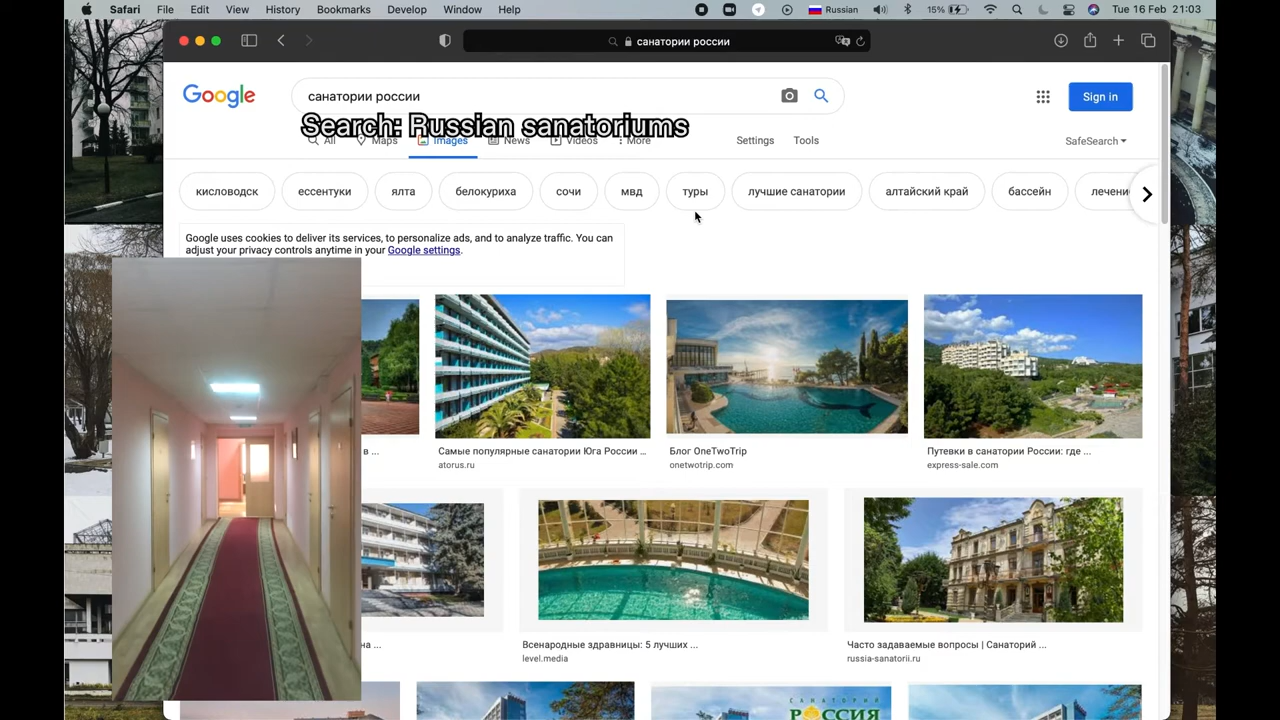 Safari File Edit View History Bookmarks Develop Window Help Russian 15% Tue 16 Feb 21:03
санатории россии
Google санатории россии Sign in
Search: Russian sanatoriums
All Maps Images News Videos More Settings Tools SafeSearch
кисловодск ессентуки ялта белокуриха сочи мвд туры лучшие санатории алтайский край бассейн лечени
Google uses cookies to deliver its services, to personalize ads, and to analyze traffic. You can
adjust your privacy controls anytime in your Google settings.
в ... Самые популярные санатории Юга России ... Блог OneTwoTrip Путевки в санатории России: где ...
atorus.ru onetwotrip.com express-sale.com
на ... Всенародные здравницы: 5 лучших ... Часто задаваемые вопросы | Санаторий ...
level.media russia-sanatorii.ru
САНАТОРИЙ
РОССИЯ